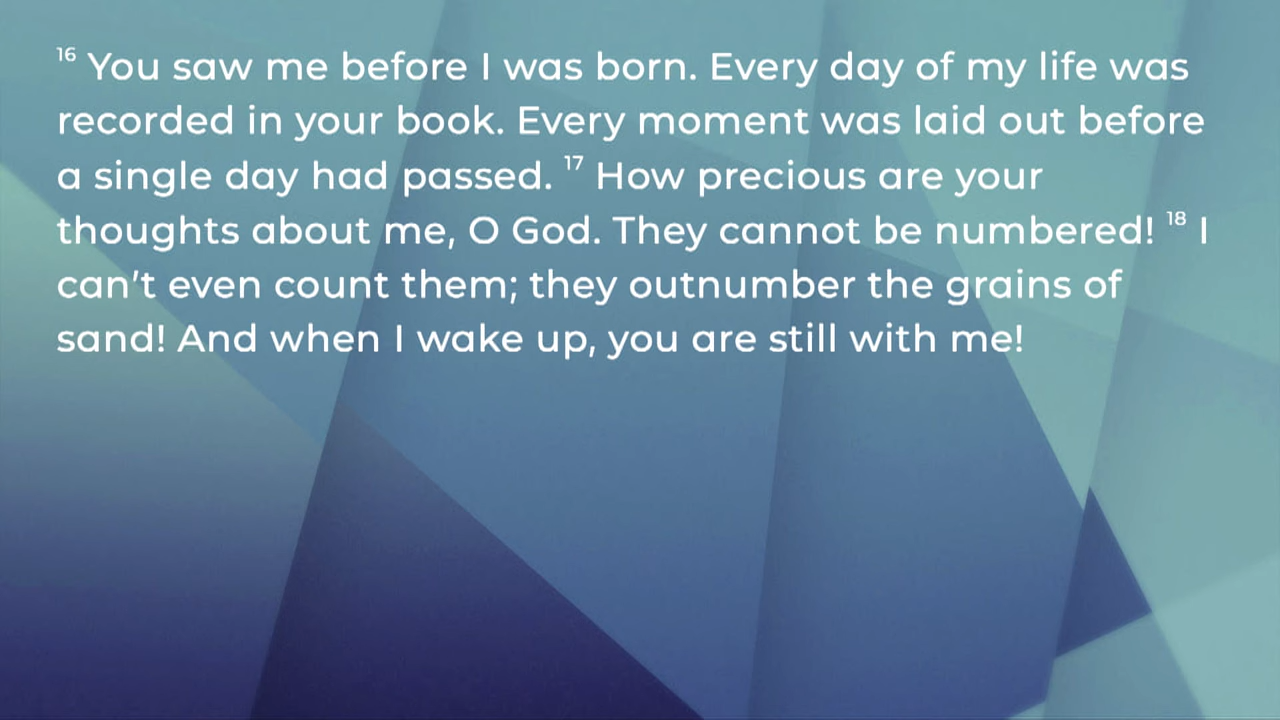 16 You saw me before I was born. Every day of my life was
recorded in your book. Every moment was laid out before
a single day had passed. 17 How precious are your
thoughts about me, O God. They cannot be numbered! 18 I
can’t even count them; they outnumber the grains of
sand! And when I wake up, you are still with me!